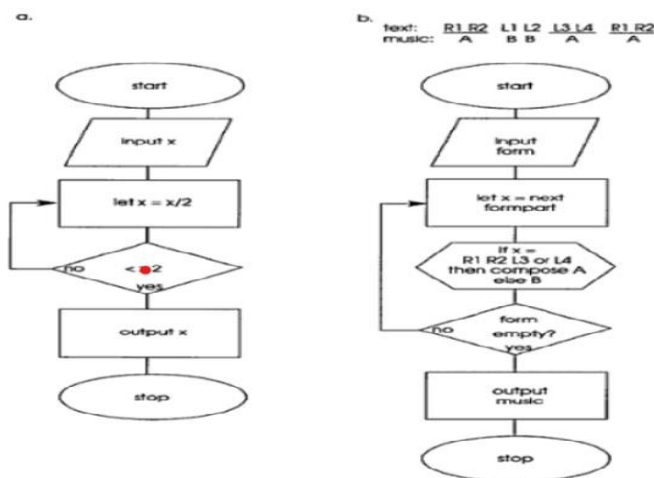 a.
start
input x
let x = x/2
< 2
no
yes
output x
stop
b.
text: R1 R2 L1 L2 L3 L4 R1 R2
music: A B B A A
start
input
form
let x = next
formpart
if x =
R1 R2 L3 or L4
then compose A
else B
form
empty?
no
yes
output
music
stop